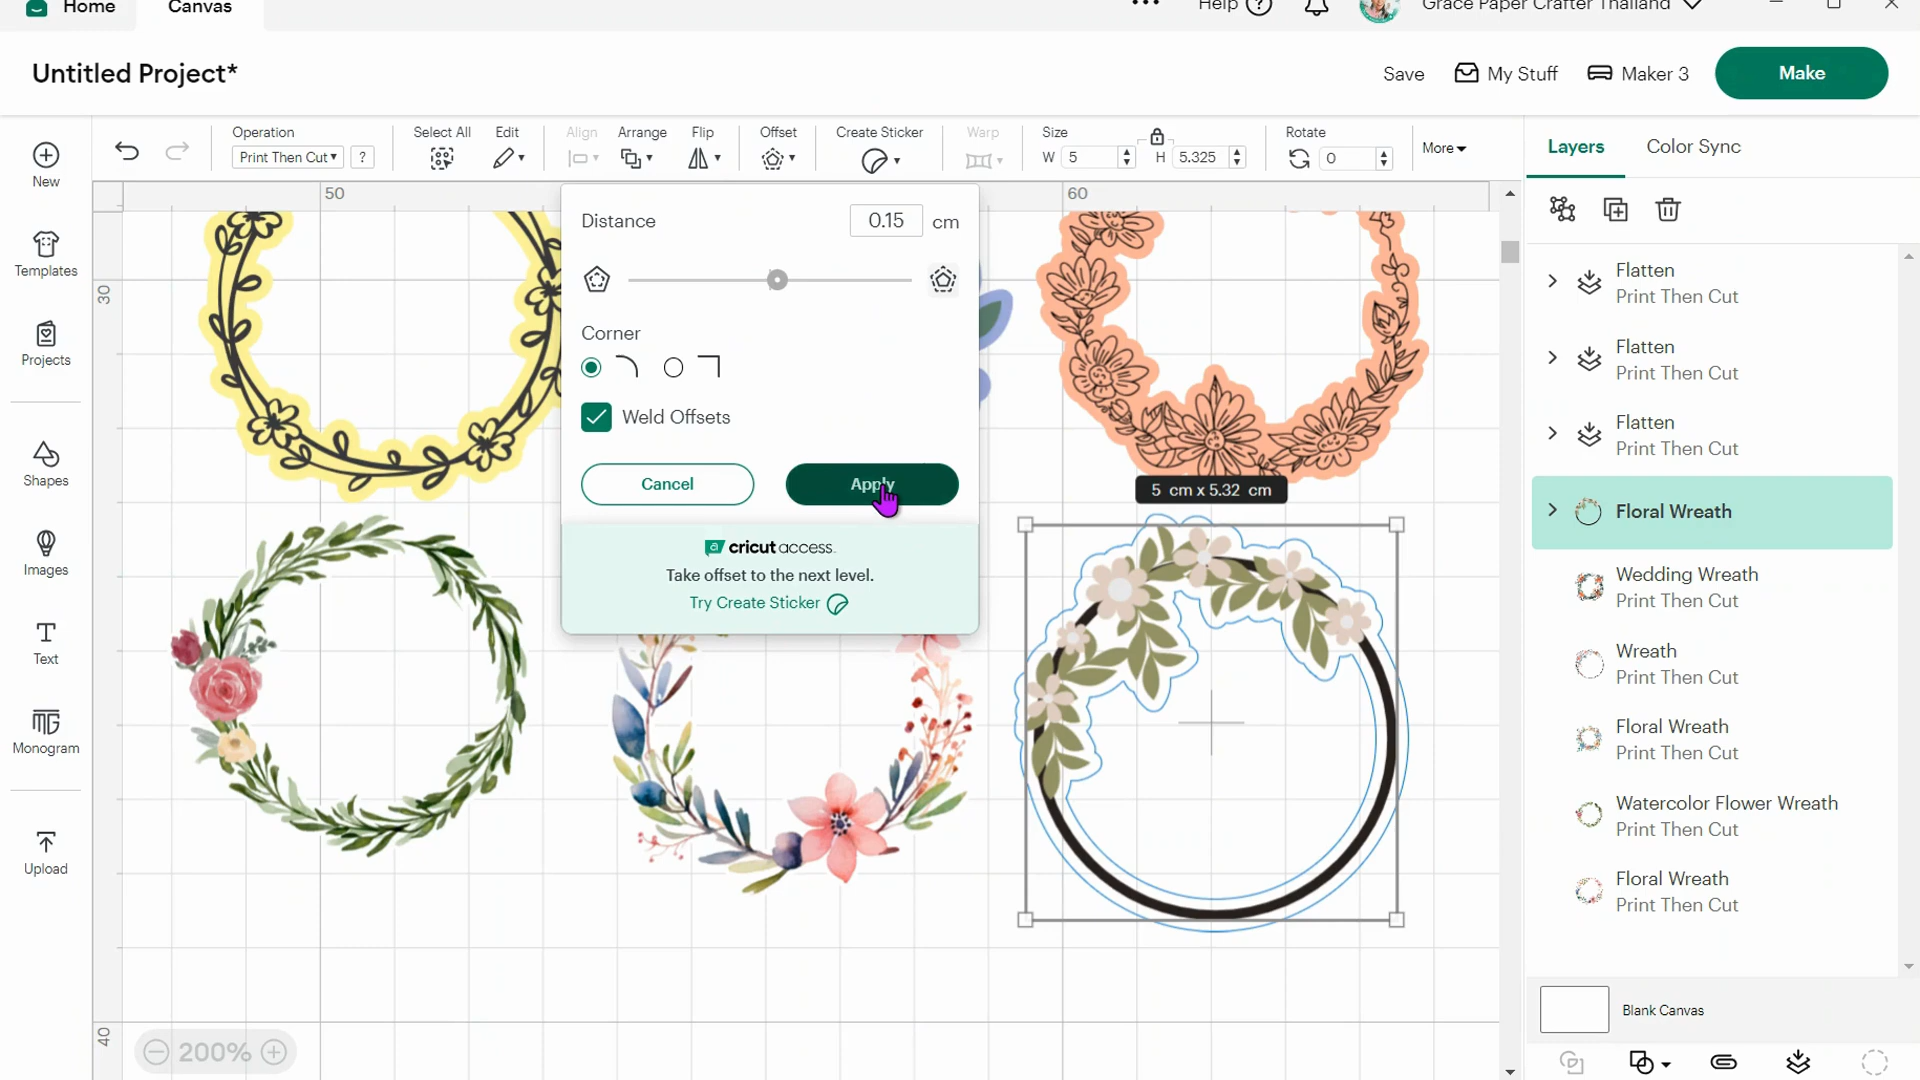 Home
Canvas
Help
Grace Paper Crafter Thailand
Untitled Project*
Save
My Stuff
Maker 3
Make
Operation
Print Then Cut
?
Select All
Edit
Align
Arrange
Flip
Offset
Create Sticker
Warp
Size
W 5
H 5.325
Rotate
0
More
Layers
Color Sync
New
Templates
Projects
Shapes
Images
Text
Monogram
Upload
50
60
30
40
Distance
0.15 cm
Corner
Weld Offsets
Cancel
Apply
cricut access
Take offset to the next level.
Try Create Sticker
5 cm x 5.32 cm
Flatten
Print Then Cut
Flatten
Print Then Cut
Flatten
Print Then Cut
Floral Wreath
Wedding Wreath
Print Then Cut
Wreath
Print Then Cut
Floral Wreath
Print Then Cut
Watercolor Flower Wreath
Print Then Cut
Floral Wreath
Print Then Cut
Blank Canvas
200%